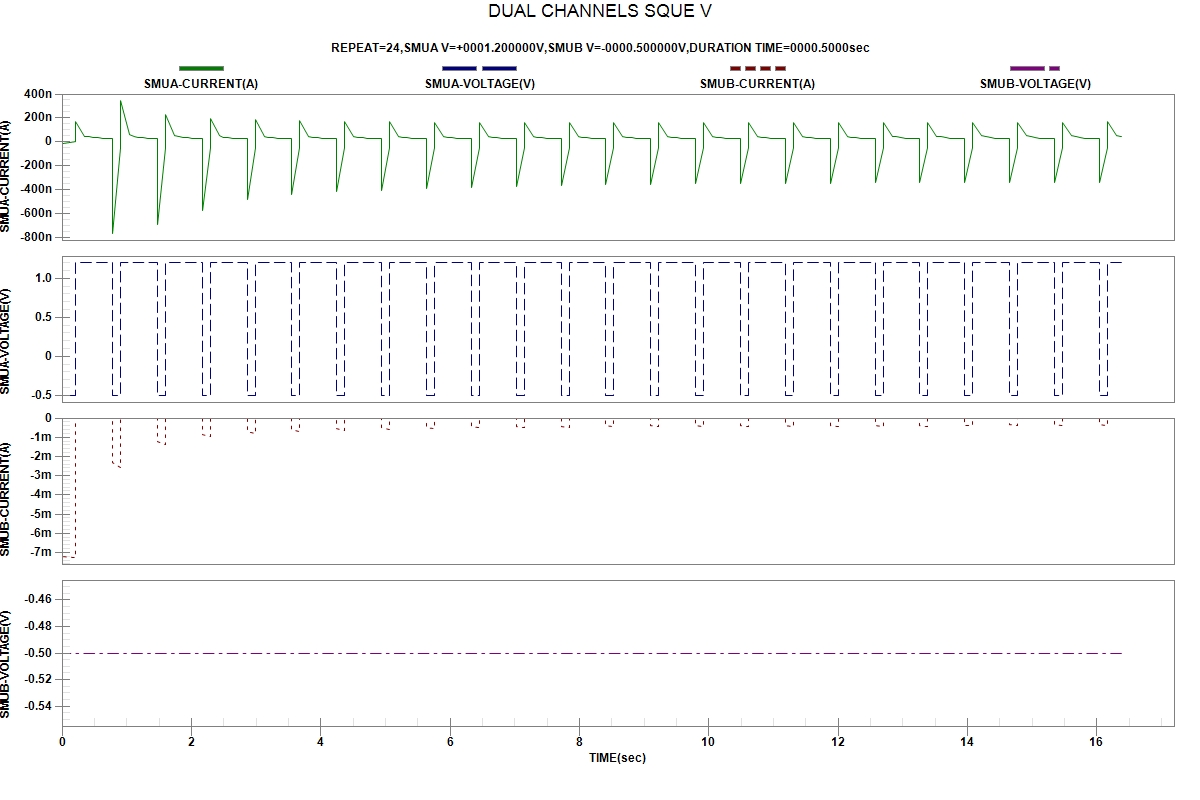 DUAL CHANNELS SQUE V
REPEAT=24,SMUA V=+0001.200000V,SMUB V=-0000.500000V,DURATION TIME=0000.5000sec
SMUA-CURRENT(A) SMUA-VOLTAGE(V) SMUB-CURRENT(A) SMUB-VOLTAGE(V)
SMUA-CURRENT(A)
400n
200n
0
-200n
-400n
-600n
-800n
SMUA-VOLTAGE(V)
1.0
0.5
0
-0.5
SMUB-CURRENT(A)
0
-1m
-2m
-3m
-4m
-5m
-6m
-7m
SMUB-VOLTAGE(V)
-0.46
-0.48
-0.50
-0.52
-0.54
0 2 4 6 8 10 12 14 16
TIME(sec)